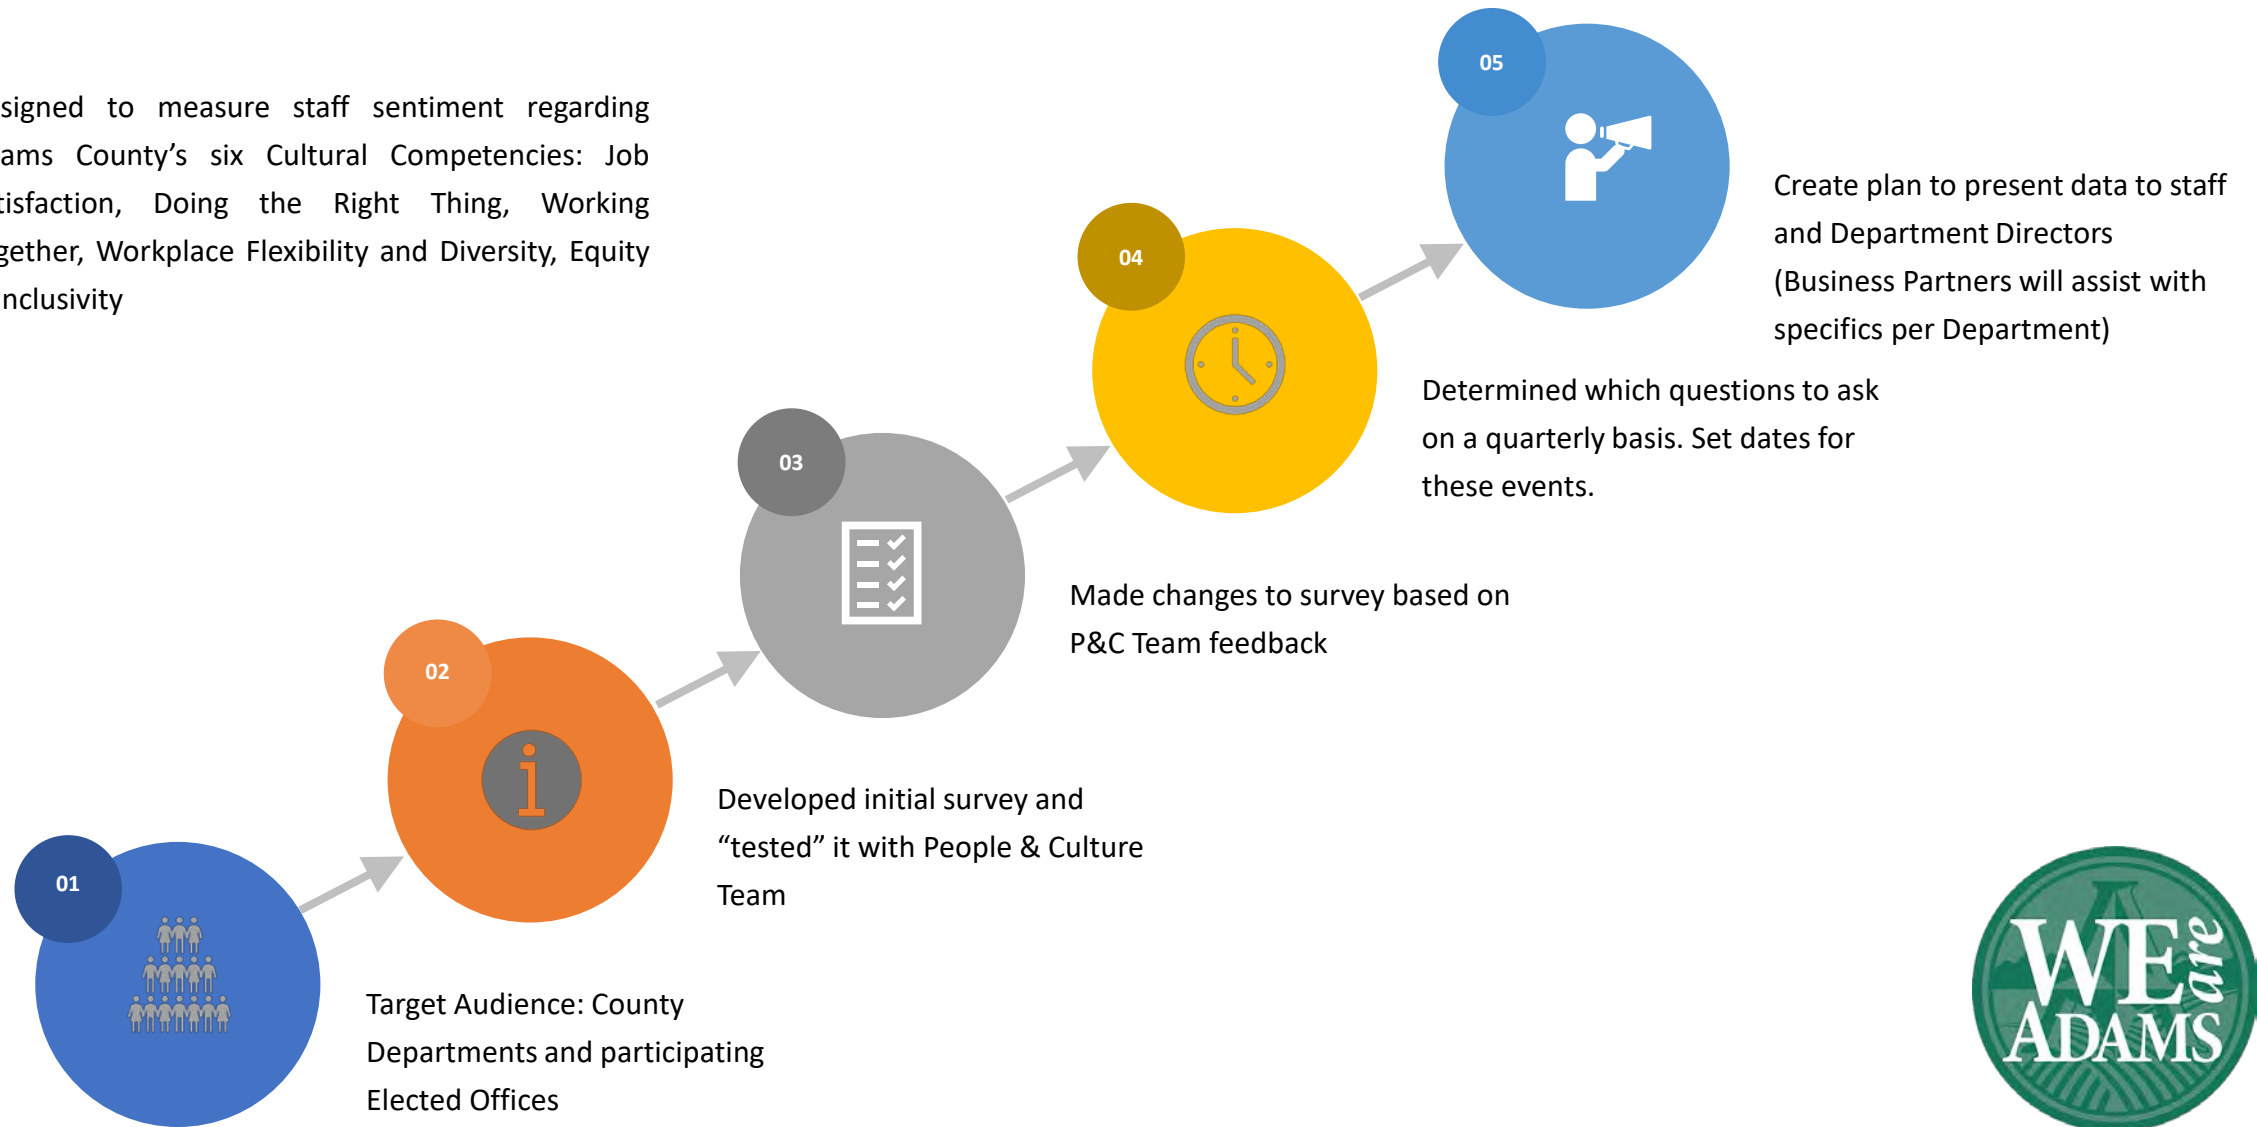 signed to measure staff sentiment regarding
ams County's six Cultural Competencies: Job
tisfaction, Doing the Right Thing, Working
gether, Workplace Flexibility and Diversity, Equity
nclusivity
05
Create plan to present data to staff
and Department Directors
(Business Partners will assist with
specifics per Department)
04
Determined which questions to ask
on a quarterly basis. Set dates for
these events.
03
Made changes to survey based on
P&C Team feedback
02
Developed initial survey and
“tested” it with People & Culture
Team
01
Target Audience: County
Departments and participating
Elected Offices
WE are
ADAMS